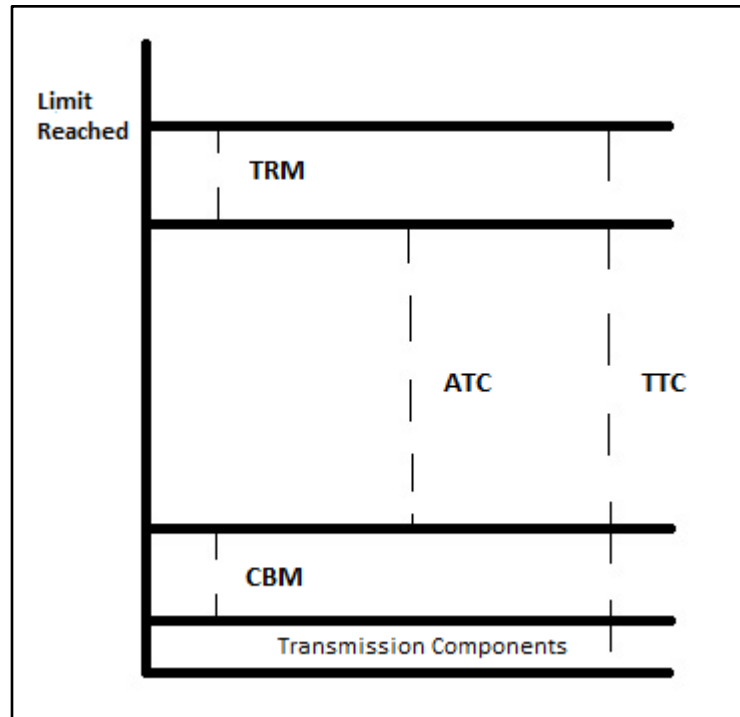 Limit
Reached
TRM
ATC
TTC
CBM
Transmission Components